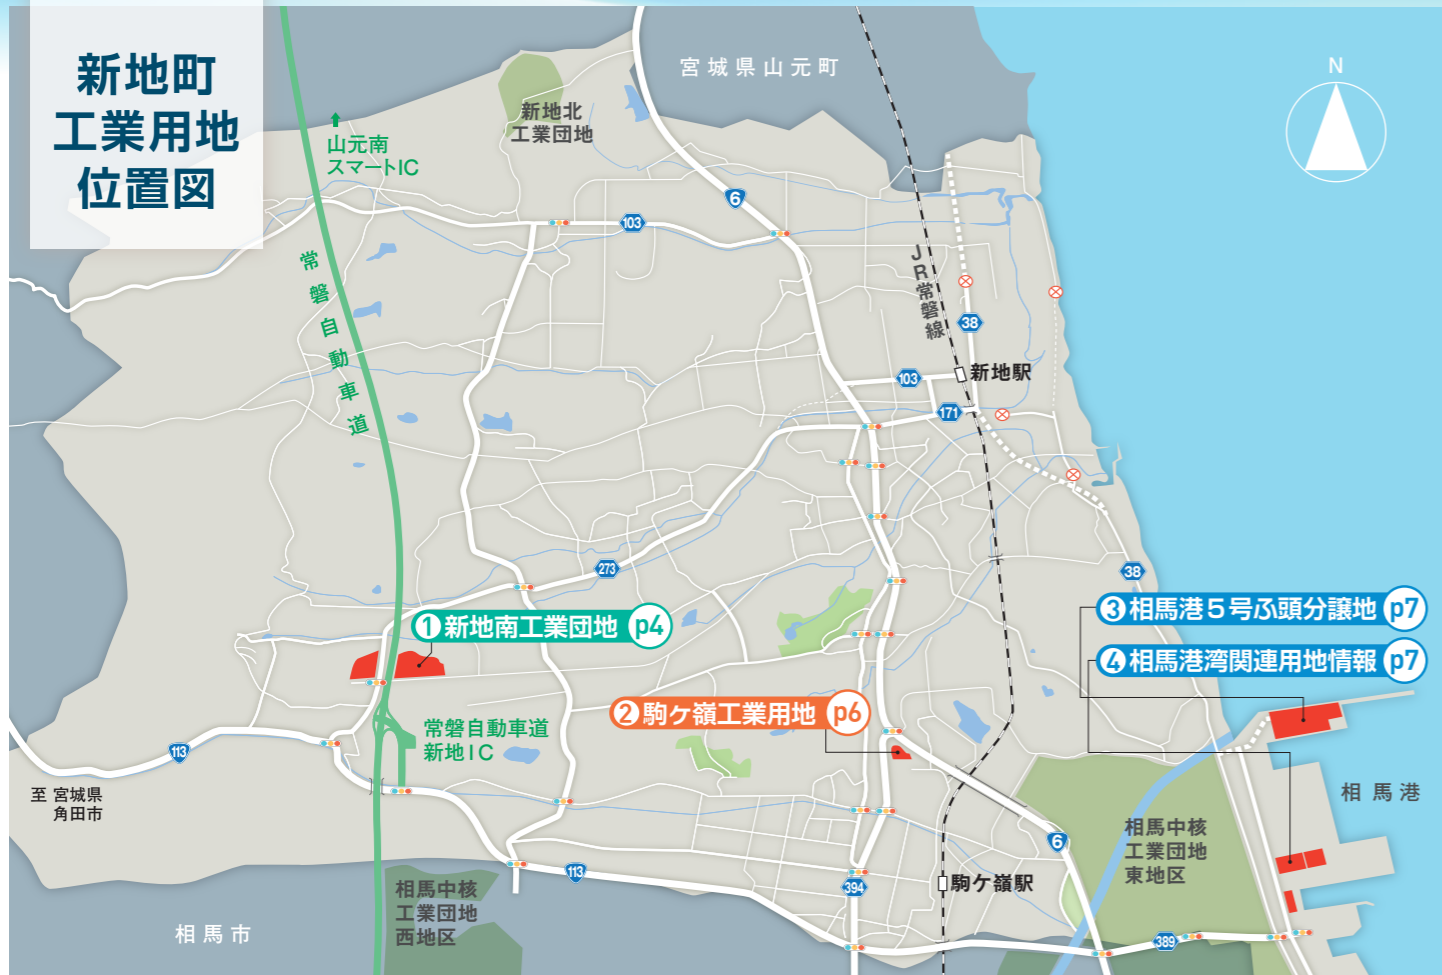 新地町
工業用地
位置図
宮城県山元町
N
新地北
工業団地
山元南
スマートIC
6
103
常磐自動車道
JR常磐線
38
103
新地駅
171
273
38
①新地南工業団地 p4
③相馬港5号ふ頭分譲地 p7
④相馬港湾関連用地情報 p7
②駒ヶ嶺工業用地 p6
常磐自動車道
新地IC
113
至 宮城県
角田市
相馬港
相馬中核
工業団地
東地区
6
113
394
駒ケ嶺駅
相馬中核
工業団地
西地区
相馬市
389